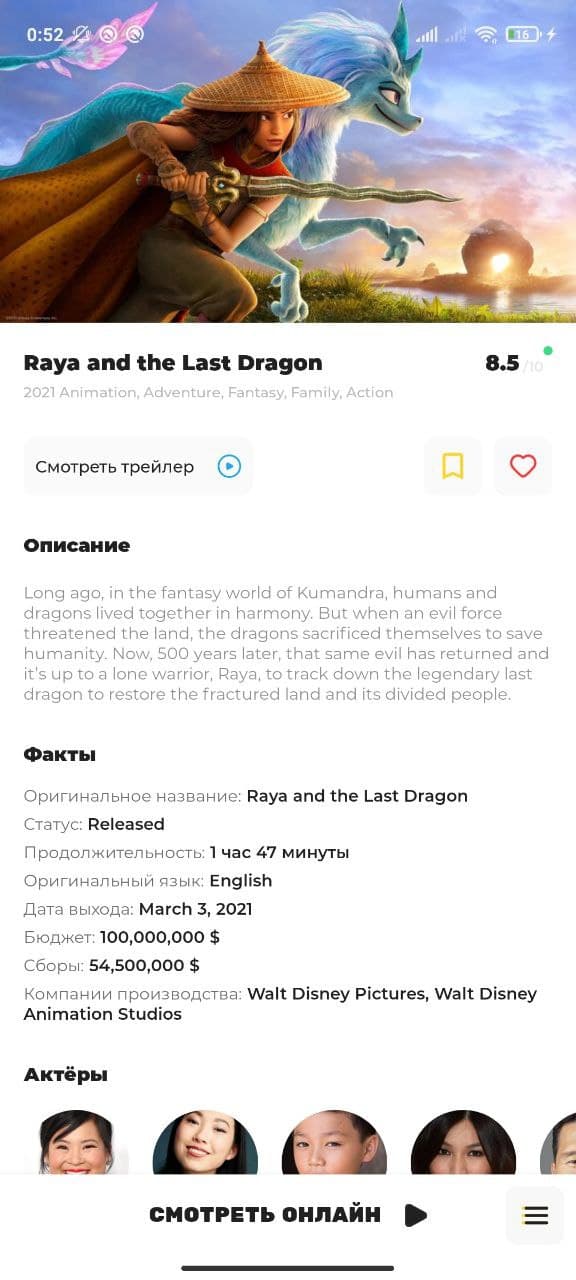 0:52
16
Raya and the Last Dragon
8.5 /10
2021 Animation, Adventure, Fantasy, Family, Action
Смотреть трейлер
Описание
Long ago, in the fantasy world of Kumandra, humans and
dragons lived together in harmony. But when an evil force
threatened the land, the dragons sacrificed themselves to save
humanity. Now, 500 years later, that same evil has returned and
it's up to a lone warrior, Raya, to track down the legendary last
dragon to restore the fractured land and its divided people.
Факты
Оригинальное название: Raya and the Last Dragon
Статус: Released
Продолжительность: 1 час 47 минуты
Оригинальный язык: English
Дата выхода: March 3, 2021
Бюджет: 100,000,000 $
Сборы: 54,500,000 $
Компании производства: Walt Disney Pictures, Walt Disney
Animation Studios
Актёры
СМОТРЕТЬ ОНЛАЙН